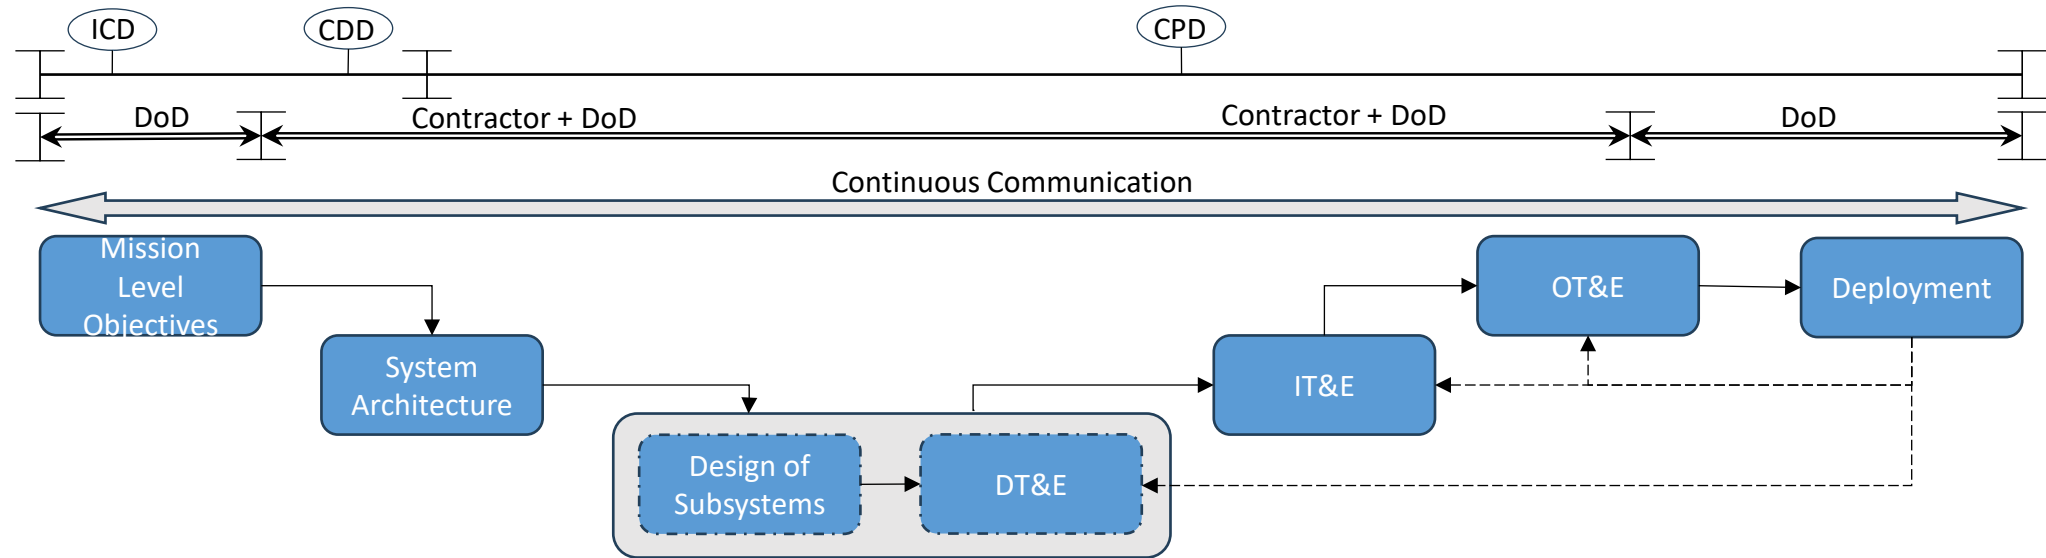 ICD
CDD
CPD
DoD
Contractor + DoD
Contractor + DoD
DoD
Continuous Communication
Mission
Level
Objectives
System
Architecture
Design of
Subsystems
DT&E
IT&E
OT&E
Deployment